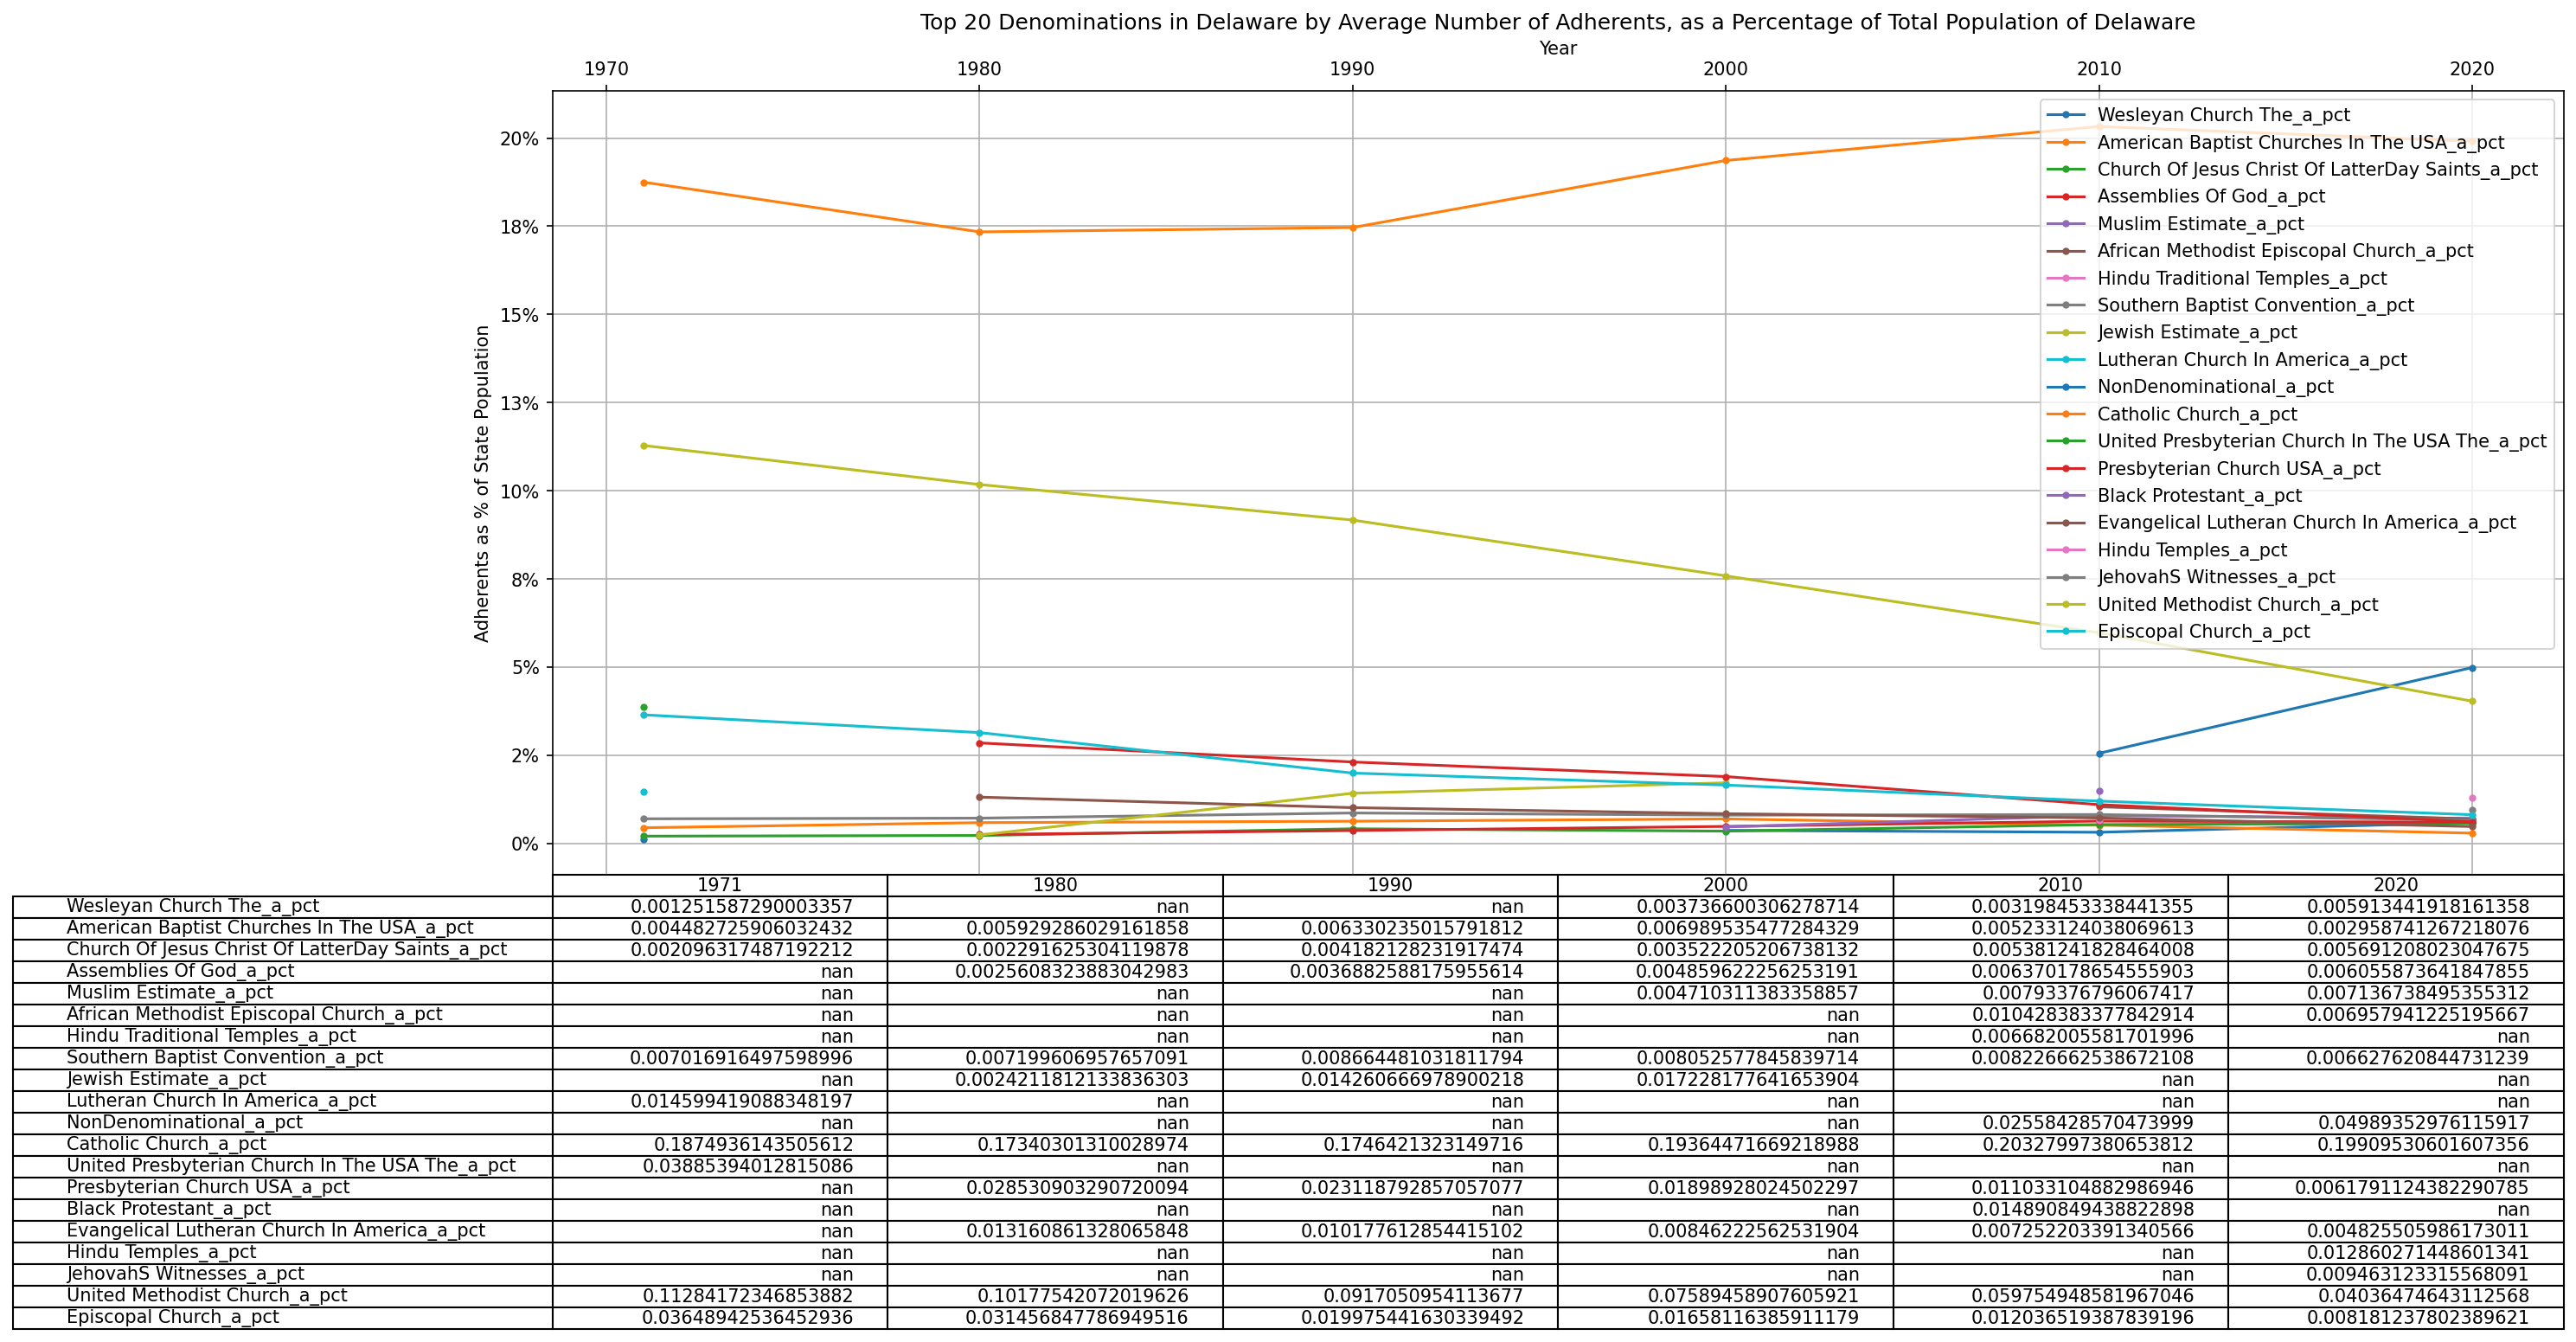 Top 20 Denominations in Delaware by Average Number of Adherents, as a Percentage of Total Population of Delaware
Year
1970 1980 1990 2000 2010 2020
Adherents as % of State Population
20%
18%
15%
13%
10%
8%
5%
2%
0%
Wesleyan Church The_a_pct
American Baptist Churches In The USA_a_pct
Church Of Jesus Christ Of LatterDay Saints_a_pct
Assemblies Of God_a_pct
Muslim Estimate_a_pct
African Methodist Episcopal Church_a_pct
Hindu Traditional Temples_a_pct
Southern Baptist Convention_a_pct
Jewish Estimate_a_pct
Lutheran Church In America_a_pct
NonDenominational_a_pct
Catholic Church_a_pct
United Presbyterian Church In The USA The_a_pct
Presbyterian Church USA_a_pct
Black Protestant_a_pct
Evangelical Lutheran Church In America_a_pct
Hindu Temples_a_pct
JehovahS Witnesses_a_pct
United Methodist Church_a_pct
Episcopal Church_a_pct
1971 1980 1990 2000 2010 2020
Wesleyan Church The_a_pct 0.001251587290003357 nan nan 0.003736600306278714 0.003198453338441355 0.005913441918161358
American Baptist Churches In The USA_a_pct 0.004482725906032432 0.005929286029161858 0.006330235015791812 0.006989535477284329 0.005233124038069613 0.002958741267218076
Church Of Jesus Christ Of LatterDay Saints_a_pct 0.002096317487192212 0.002291625304119878 0.004182128231917474 0.003522205206738132 0.005381241828464008 0.005691208023047675
Assemblies Of God_a_pct nan 0.0025608323883042983 0.0036882588175955614 0.004859622256253191 0.006370178654555903 0.006055873641847855
Muslim Estimate_a_pct nan nan nan 0.004710311383358857 0.00793376796067417 0.007136738495355312
African Methodist Episcopal Church_a_pct nan nan nan nan 0.010428383377842914 0.006957941225195667
Hindu Traditional Temples_a_pct nan nan nan nan 0.006682005581701996 nan
Southern Baptist Convention_a_pct 0.007016916497598996 0.007199606957657091 0.008664481031811794 0.008052577845839714 0.008226662538672108 0.006627620844731239
Jewish Estimate_a_pct nan 0.0024211812133836303 0.014260666978900218 0.017228177641653904 nan nan
Lutheran Church In America_a_pct 0.014599419088348197 nan nan nan nan nan
NonDenominational_a_pct nan nan nan nan 0.02558428570473999 0.04989352976115917
Catholic Church_a_pct 0.1874936143505612 0.17340301310028974 0.1746421323149716 0.19364471669218988 0.20327997380653812 0.19909530601607356
United Presbyterian Church In The USA The_a_pct 0.03885394012815086 nan nan nan nan nan
Presbyterian Church USA_a_pct nan 0.028530903290720094 0.023118792857057077 0.01898928024502297 0.011033104882986946 0.0061791124382290785
Black Protestant_a_pct nan nan nan nan 0.014890849438822898 nan
Evangelical Lutheran Church In America_a_pct nan 0.013160861328065848 0.010177612854415102 0.00846222562531904 0.007252203391340566 0.004825505986173011
Hindu Temples_a_pct nan nan nan nan nan 0.012860271448601341
JehovahS Witnesses_a_pct nan nan nan nan nan 0.009463123315568091
United Methodist Church_a_pct 0.11284172346853882 0.10177542072019626 0.0917050954113677 0.07589458907605921 0.059754948581967046 0.04036474643112568
Episcopal Church_a_pct 0.03648942536452936 0.031456847786949516 0.019975441630339492 0.01658116385911179 0.012036519387839196 0.008181237802389621